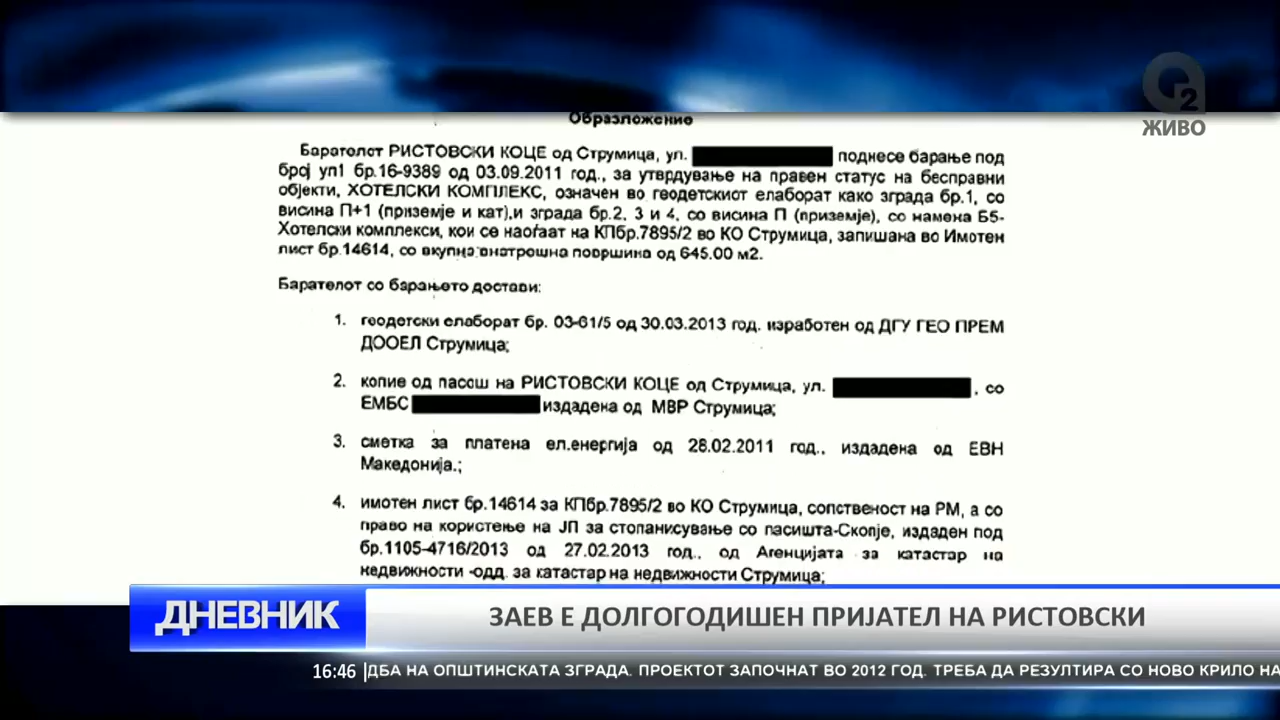 2
ЖИВО
Образложение
Барателот РИСТОВСКИ КОЦЕ од Струмица, ул. поднесе барање под
број уп1 бр.16-9389 од 03.09.2011 год., за утврдување на правен статус на бесправни
објекти, ХОТЕЛСКИ КОМПЛЕКС, означен во геодетскиот елаборат како зграда бр.1, со
висина П+1 (приземје и кат),и зграда бр.2, 3 и 4, со висина П (приземје), со намена Б5-
Хотелски комплекси, кои се наоѓаат на КПбр.7895/2 во КО Струмица, запишана во Имотен
лист бр.14614, со вкупна внатрошна површина од 645.00 м2.
Барателот со барањето достави:
1. геодетски елаборат бр. 03-61/5 од 30.03.2013 год. изработен од ДГУ ГЕО ПРЕМ
ДООЕЛ Струмица;
2. копие од пасош на РИСТОВСКИ КОЦЕ од Струмица, ул. , со
ЕМБС издадена од МВР Струмица;
3. сметка за платена ел.енергија од 28.02.2011 год., издадена од ЕВН
Македонија.;
4. имотен лист бр.14614 за КПбр.7895/2 во КО Струмица, сопственост на РМ, а со
право на користење на ЈП за стопанисување со пасишта-Скопје, издаден под
бр.1105-4716/2013 од 27.02.2013 год., од Агенцијата за катастар на
недвижности -одд. за катастар на недвижности Струмица;
ДНЕВНИК
ЗАЕВ Е ДОЛГОГОДИШЕН ПРИЈАТЕЛ НА РИСТОВСКИ
16:46 ДБА НА ОПШТИНСКАТА ЗГРАДА. ПРОЕКТОТ ЗАПОЧНАТ ВО 2012 ГОД. ТРЕБА ДА РЕЗУЛТИРА СО НОВО КРИЛО НА